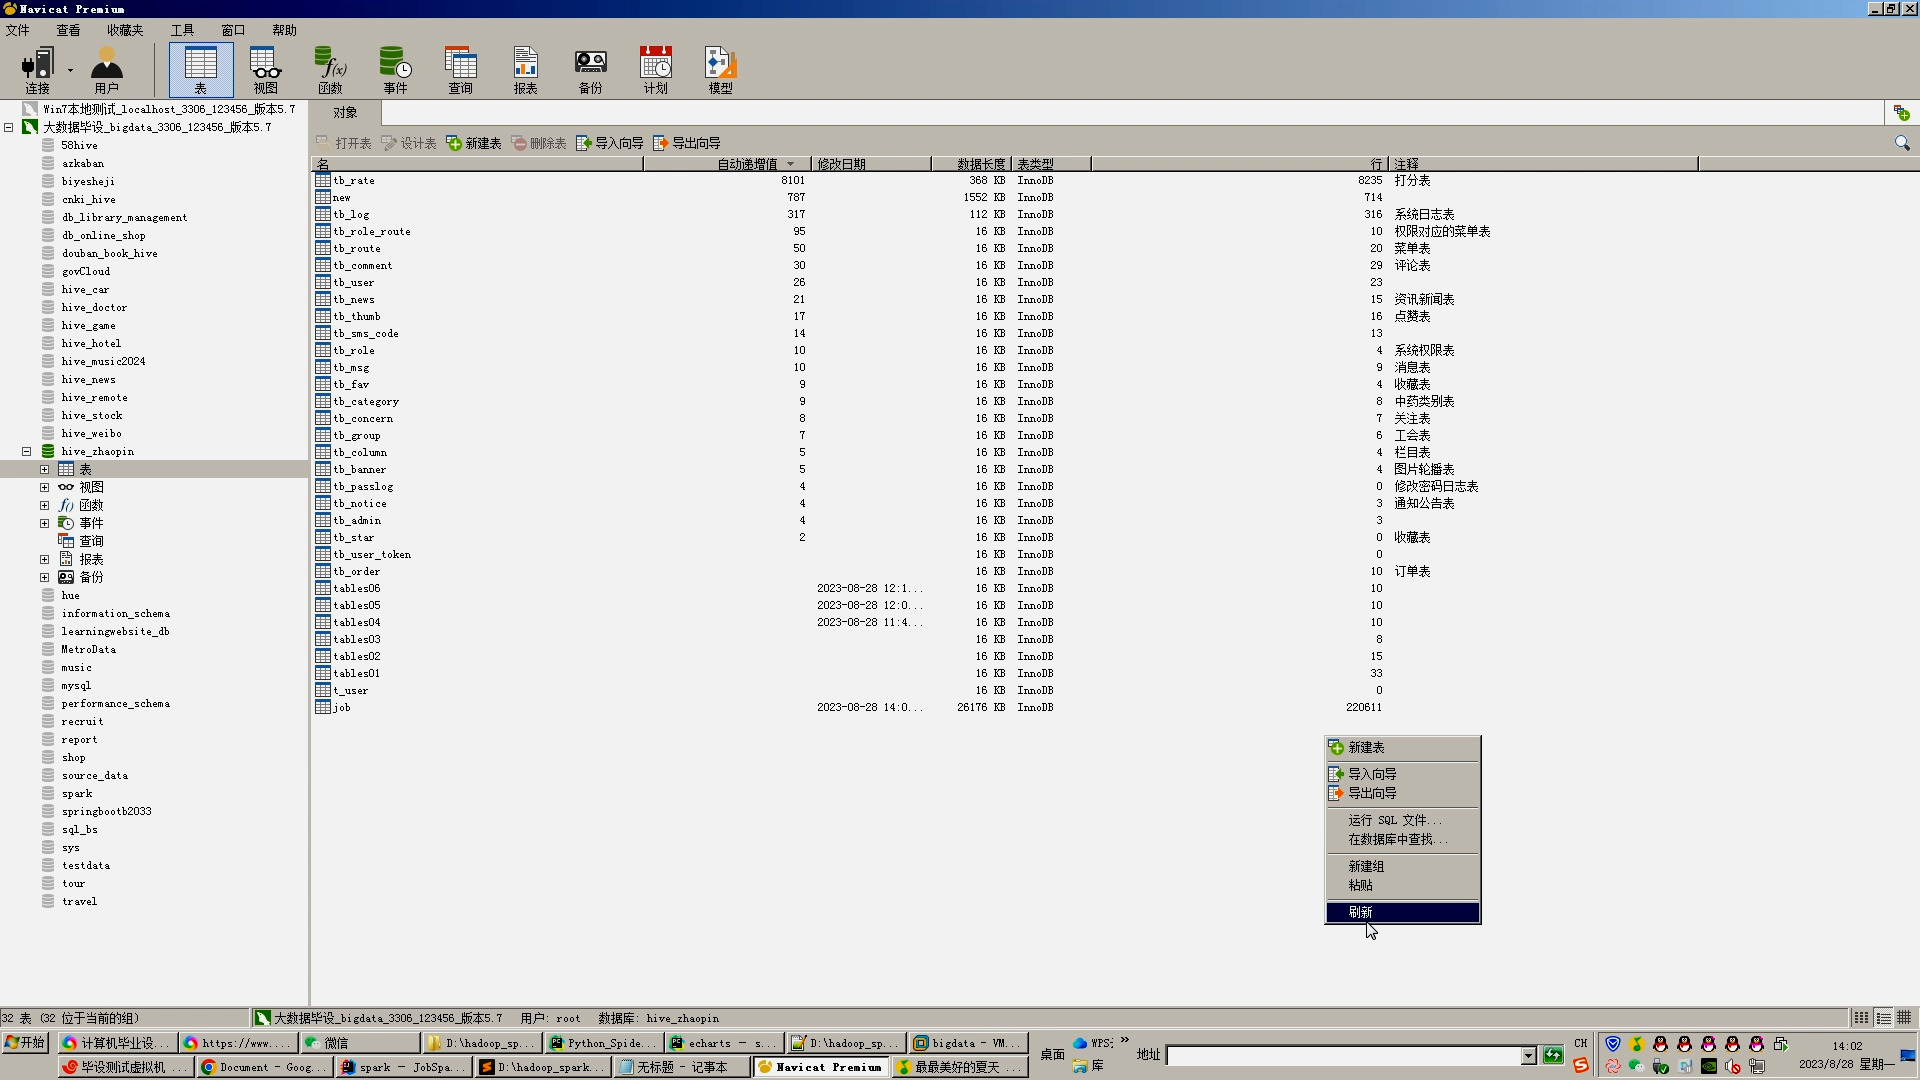 Navicat Premium
文件 查看 收藏夹 工具 窗口 帮助
连接 用户 表 视图 函数 事件 查询 报表 备份 计划 模型
Win7本地测试_localhost_3306_123456_版本5.7
大数据毕设_bigdata_3306_123456_版本5.7
58hive
azkaban
biyesheji
cnki_hive
db_library_management
db_online_shop
douban_book_hive
govCloud
hive_car
hive_doctor
hive_game
hive_hotel
hive_music2024
hive_news
hive_remote
hive_stock
hive_weibo
hive_zhaopin
表
视图
函数
事件
查询
报表
备份
hue
information_schema
learningwebsite_db
MetroData
music
mysql
performance_schema
recruit
report
shop
source_data
spark
springbootb2033
sql_bs
sys
testdata
tour
travel
对象
打开表 设计表 新建表 删除表 导入向导 导出向导
名 自动递增值 修改日期 数据长度 表类型 行 注释
tb_rate 8101 368 KB InnoDB 8235 打分表
new 787 1552 KB InnoDB 714
tb_log 317 112 KB InnoDB 316 系统日志表
tb_role_route 95 16 KB InnoDB 10 权限对应的菜单表
tb_route 50 16 KB InnoDB 20 菜单表
tb_comment 30 16 KB InnoDB 29 评论表
tb_user 26 16 KB InnoDB 23
tb_news 21 16 KB InnoDB 15 资讯新闻表
tb_thumb 17 16 KB InnoDB 16 点赞表
tb_sms_code 14 16 KB InnoDB 13
tb_role 10 16 KB InnoDB 4 系统权限表
tb_msg 10 16 KB InnoDB 9 消息表
tb_fav 9 16 KB InnoDB 4 收藏表
tb_category 9 16 KB InnoDB 8 中药类别表
tb_concern 8 16 KB InnoDB 7 关注表
tb_group 7 16 KB InnoDB 6 工会表
tb_column 5 16 KB InnoDB 4 栏目表
tb_banner 5 16 KB InnoDB 4 图片轮播表
tb_passlog 4 16 KB InnoDB 0 修改密码日志表
tb_notice 4 16 KB InnoDB 3 通知公告表
tb_admin 4 16 KB InnoDB 3
tb_star 2 16 KB InnoDB 0 收藏表
tb_user_token 16 KB InnoDB 0
tb_order 16 KB InnoDB 10 订单表
tables06 2023-08-28 12:1... 16 KB InnoDB 10
tables05 2023-08-28 12:0... 16 KB InnoDB 10
tables04 2023-08-28 11:4... 16 KB InnoDB 10
tables03 16 KB InnoDB 8
tables02 16 KB InnoDB 15
tables01 16 KB InnoDB 33
t_user 16 KB InnoDB 0
job 2023-08-28 14:0... 26176 KB InnoDB 220611
新建表
导入向导
导出向导
运行 SQL 文件...
在数据库中查找...
新建组
粘贴
刷新
32 表 (32 位于当前的组) 大数据毕设_bigdata_3306_123456_版本5.7 用户: root 数据库: hive_zhaopin
开始 计算机毕业设... https://www.... 微信 D:\hadoop_sp... Python_Spide... echarts – s... D:\hadoop_sp... bigdata - VM...
毕设测试虚拟机 ... Document - Goog... spark – JobSpa... D:\hadoop_spark... 无标题 - 记事本 Navicat Premium 最最美好的夏天 ...
桌面 WPS
库
地址
CH
14:02
2023/8/28 星期一